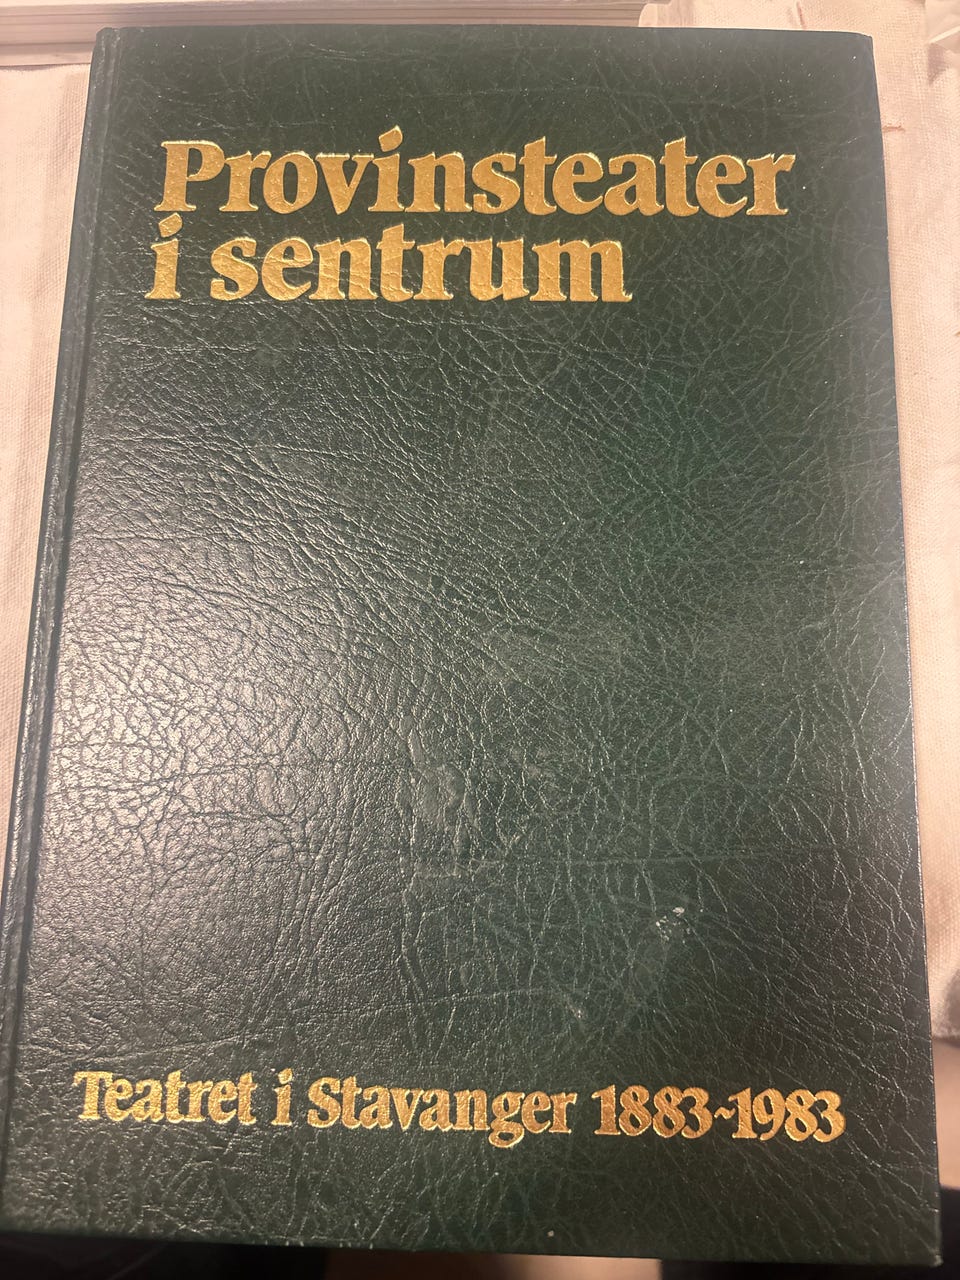 Provinsteater
i sentrum
Teatret i Stavanger 1883~1983